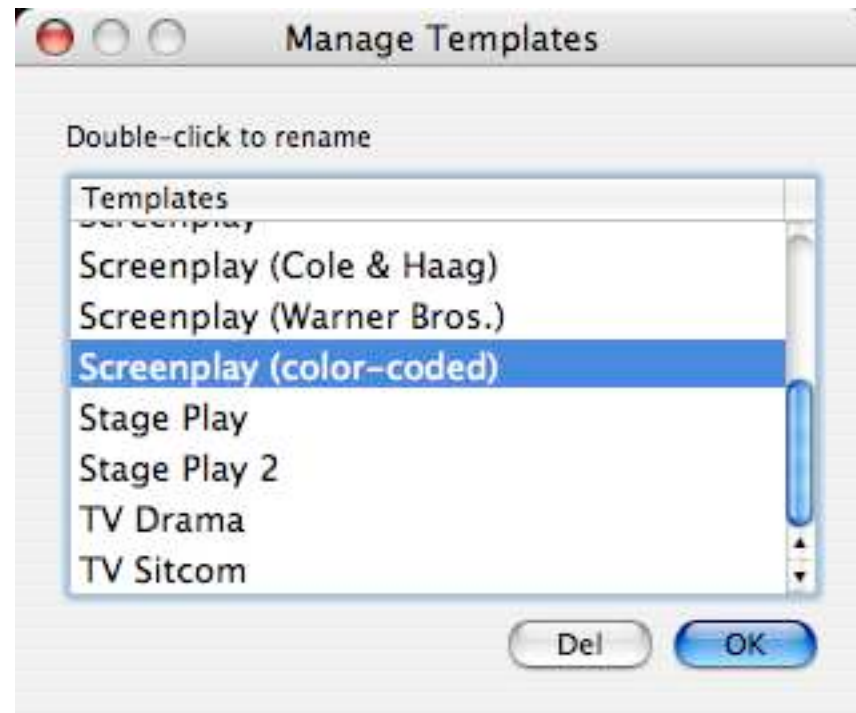 Manage Templates
Double-click to rename
Templates
Screenplay
Screenplay (Cole & Haag)
Screenplay (Warner Bros.)
Screenplay (color-coded)
Stage Play
Stage Play 2
TV Drama
TV Sitcom
Del OK